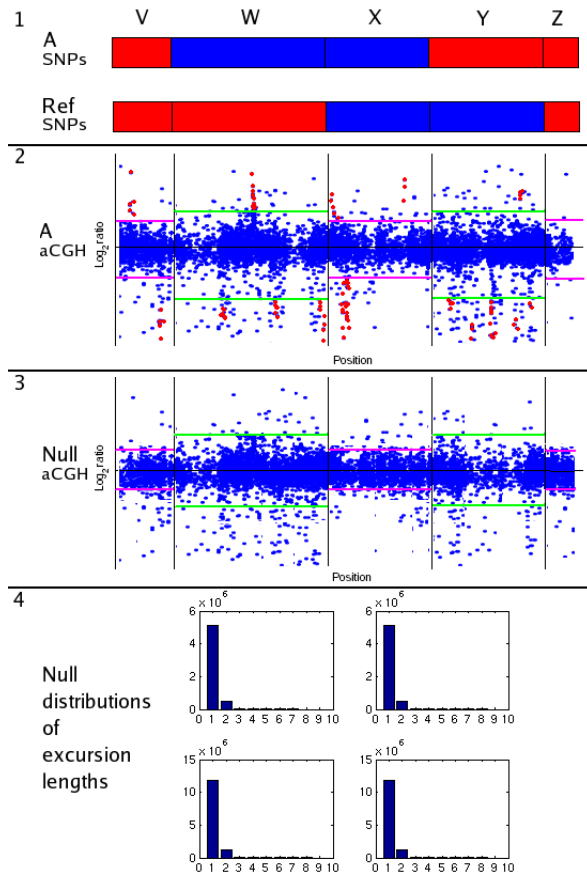 1
V W X Y Z
A
SNPs
Ref
SNPs
2
A
aCGH
Log2ratio
Position
3
Null
aCGH
Log2ratio
Position
4
Null
distributions
of
excursion
lengths
x 10^6
6
4
2
0
0 1 2 3 4 5 6 7 8 9 10
x 10^6
6
4
2
0
0 1 2 3 4 5 6 7 8 9 10
x 10^6
15
10
5
0
0 1 2 3 4 5 6 7 8 9 10
x 10^6
15
10
5
0
0 1 2 3 4 5 6 7 8 9 10